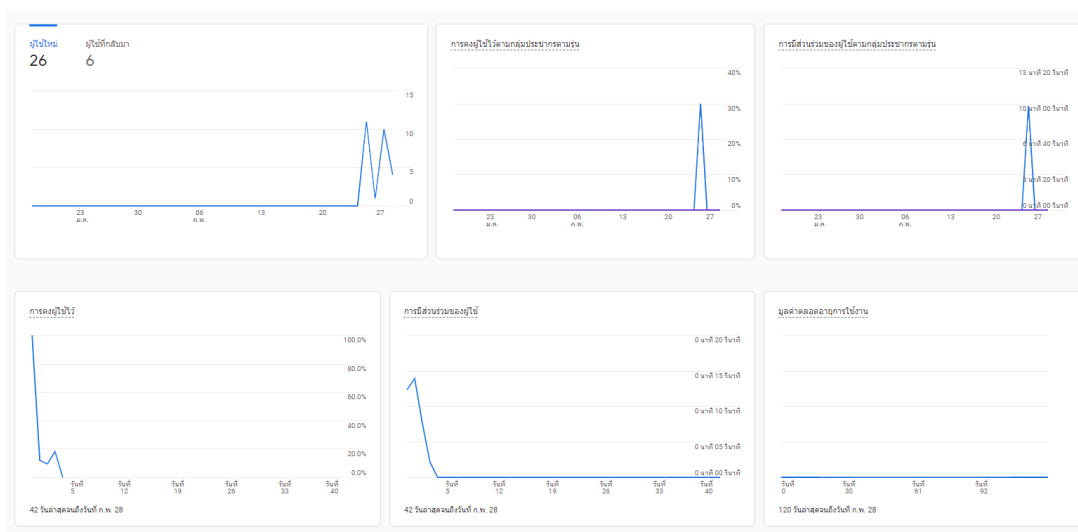 ผู้ใช้ใหม่ ผู้ใช้ที่กลับมา
26 6
15
10
5
0
23 30 06 13 20 27
ม.ค. ก.พ.
การคงผู้ใช้ไว้ตามกลุ่มประชากรตามรุ่น
40%
30%
20%
10%
0%
23 30 06 13 20 27
ม.ค. ก.พ.
การมีส่วนร่วมของผู้ใช้ตามกลุ่มประชากรตามรุ่น
13 นาที 20 วินาที
10 นาที 00 วินาที
6 นาที 40 วินาที
3 นาที 20 วินาที
0 นาที 00 วินาที
23 30 06 13 20 27
ม.ค. ก.พ.
การคงผู้ใช้ไว้
100.0%
80.0%
60.0%
40.0%
20.0%
0.0%
วันที่ วันที่ วันที่ วันที่ วันที่ วันที่
5 12 19 26 33 40
42 วันล่าสุดจนถึงวันที่ ก.พ. 28
การมีส่วนร่วมของผู้ใช้
0 นาที 20 วินาที
0 นาที 15 วินาที
0 นาที 10 วินาที
0 นาที 05 วินาที
0 นาที 00 วินาที
วันที่ วันที่ วันที่ วันที่ วันที่ วันที่
5 12 19 26 33 40
42 วันล่าสุดจนถึงวันที่ ก.พ. 28
มูลค่าตลอดอายุการใช้งาน
วันที่ วันที่ วันที่ วันที่
0 30 61 92
120 วันล่าสุดจนถึงวันที่ ก.พ. 28